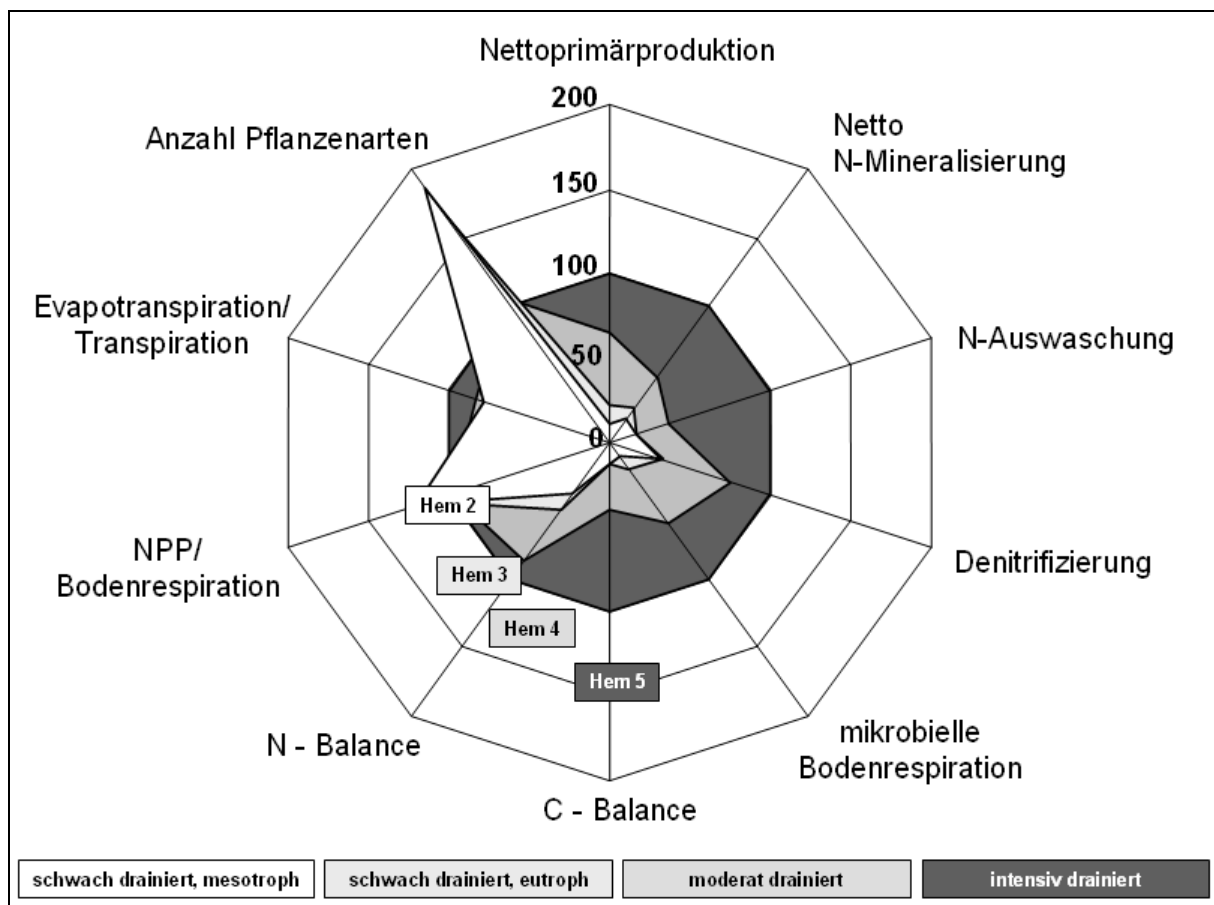 Nettoprimärproduktion
200
Anzahl Pflanzenarten
Netto
N-Mineralisierung
150
100
Evapotranspiration/
Transpiration
N-Auswaschung
50
0
Hem 2
NPP/
Bodenrespiration
Denitrifizierung
Hem 3
Hem 4
Hem 5
N - Balance
mikrobielle
Bodenrespiration
C - Balance
schwach drainiert, mesotroph
schwach drainiert, eutroph
moderat drainiert
intensiv drainiert